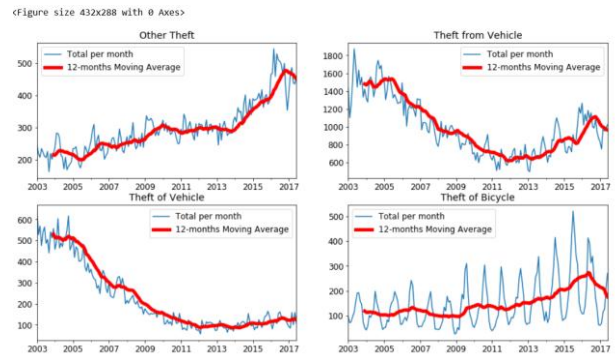 <Figure size 432x288 with 0 Axes>
Other Theft
Total per month
12-months Moving Average
500
400
300
200
2003 2005 2007 2009 2011 2013 2015 2017
Theft from Vehicle
Total per month
12-months Moving Average
1800
1600
1400
1200
1000
800
600
2003 2005 2007 2009 2011 2013 2015 2017
Theft of Vehicle
Total per month
12-months Moving Average
600
500
400
300
200
100
2003 2005 2007 2009 2011 2013 2015 2017
Theft of Bicycle
Total per month
12-months Moving Average
500
400
300
200
100
2003 2005 2007 2009 2011 2013 2015 2017